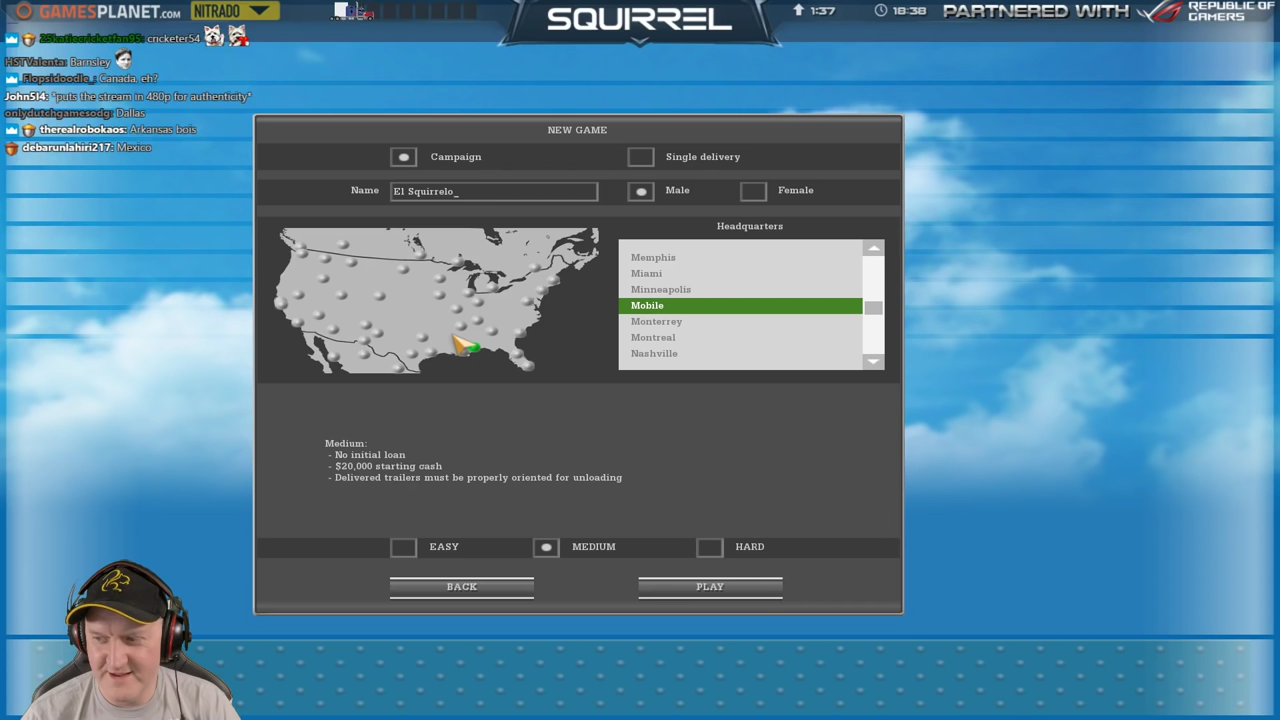 GAMESPLANET.COM NITRADO SQUIRREL 1:37 18:38 PARTNERED WITH REPUBLIC OF GAMERS
25katiecricketfan95: cricketer54
HSTValenta: Barnsley
Flopsidoodle_: Canada, eh?
John5I4: *puts the stream in 480p for authenticity*
onlydutchgamesodg: Dallas
therealrobokaos: Arkansas bois
debarunlahiri217: Mexico
NEW GAME
Campaign Single delivery
Name El Squirrelo_ Male Female
Headquarters
Memphis
Miami
Minneapolis
Mobile
Monterrey
Montreal
Nashville
Medium:
- No initial loan
- $20,000 starting cash
- Delivered trailers must be properly oriented for unloading
EASY MEDIUM HARD
BACK PLAY